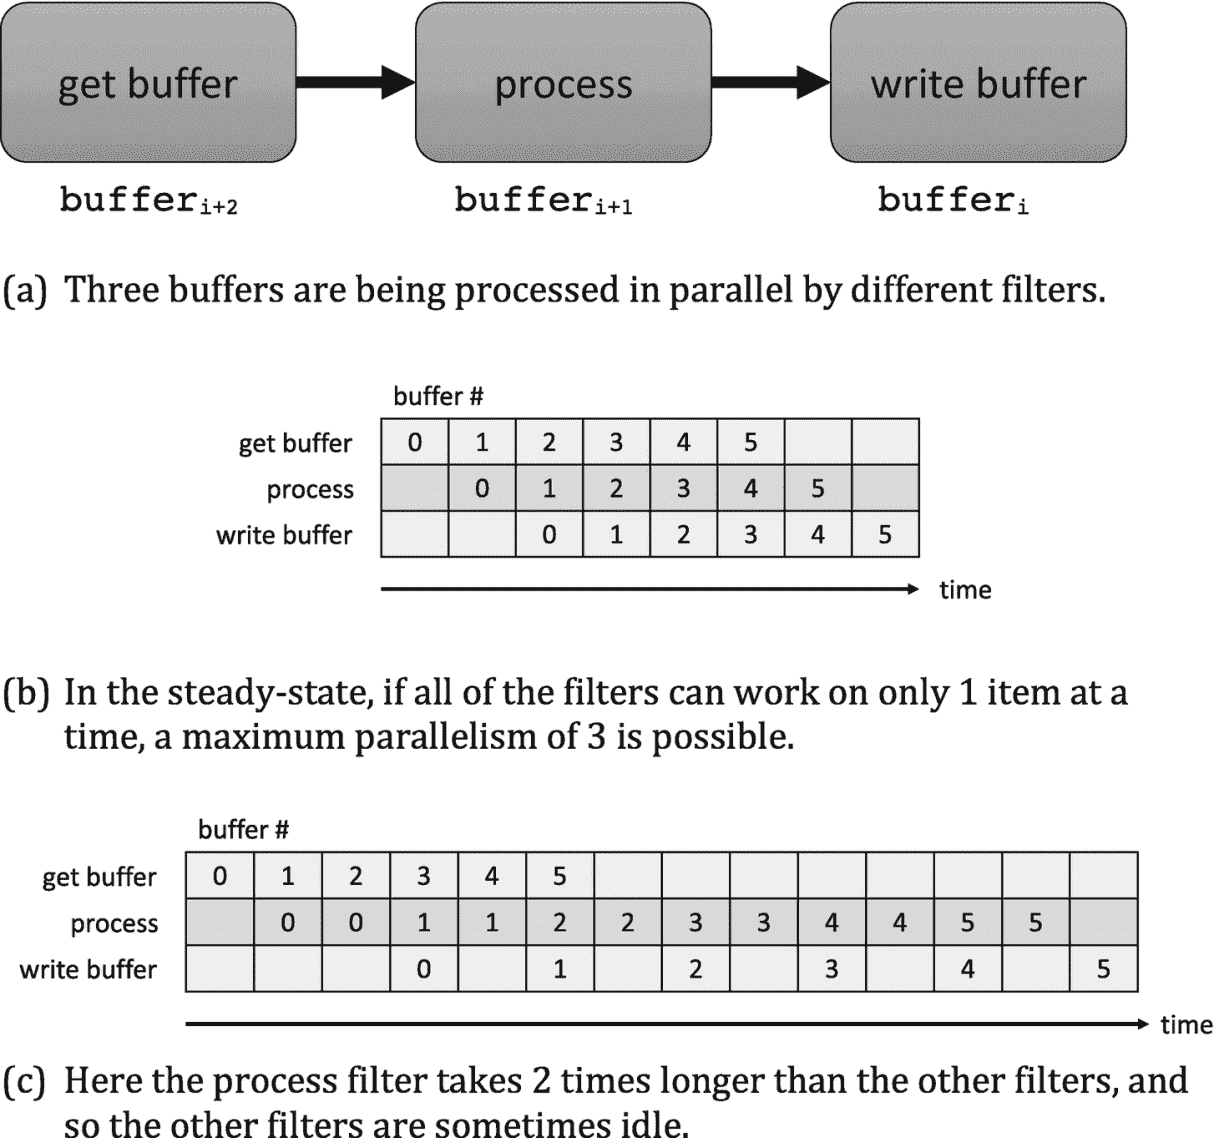 get buffer process write buffer
buffer_{i+2} buffer_{i+1} buffer_i
(a) Three buffers are being processed in parallel by different filters.
buffer #
get buffer 0 1 2 3 4 5
process 0 1 2 3 4 5
write buffer 0 1 2 3 4 5
time
(b) In the steady-state, if all of the filters can work on only 1 item at a
time, a maximum parallelism of 3 is possible.
buffer #
get buffer 0 1 2 3 4 5
process 0 0 1 1 2 2 3 3 4 4 5 5
write buffer 0 1 2 3 4 5
time
(c) Here the process filter takes 2 times longer than the other filters, and
so the other filters are sometimes idle.